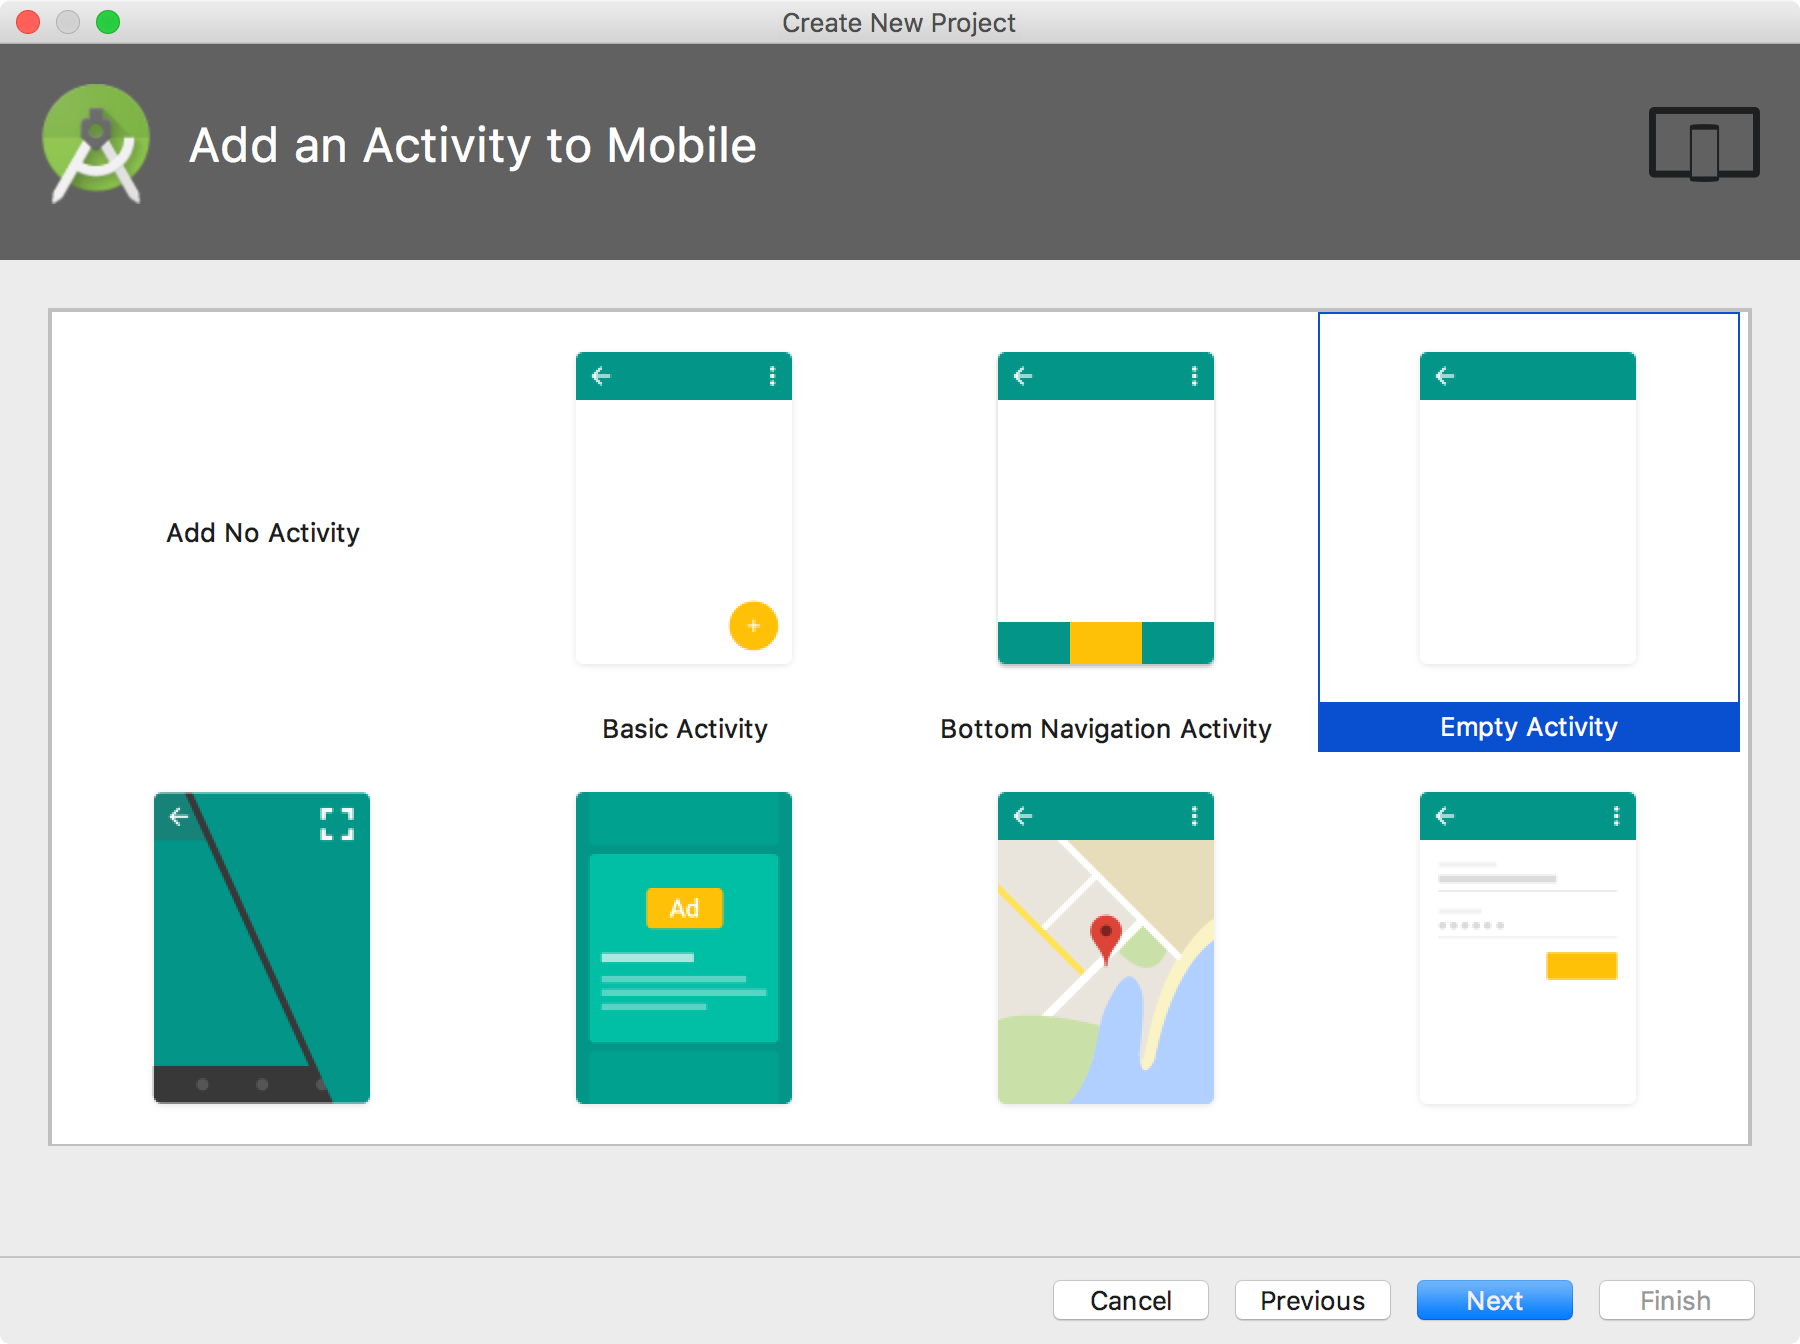 Create New Project
Add an Activity to Mobile
Add No Activity
Basic Activity
Bottom Navigation Activity
Empty Activity
Ad
Cancel
Previous
Next
Finish